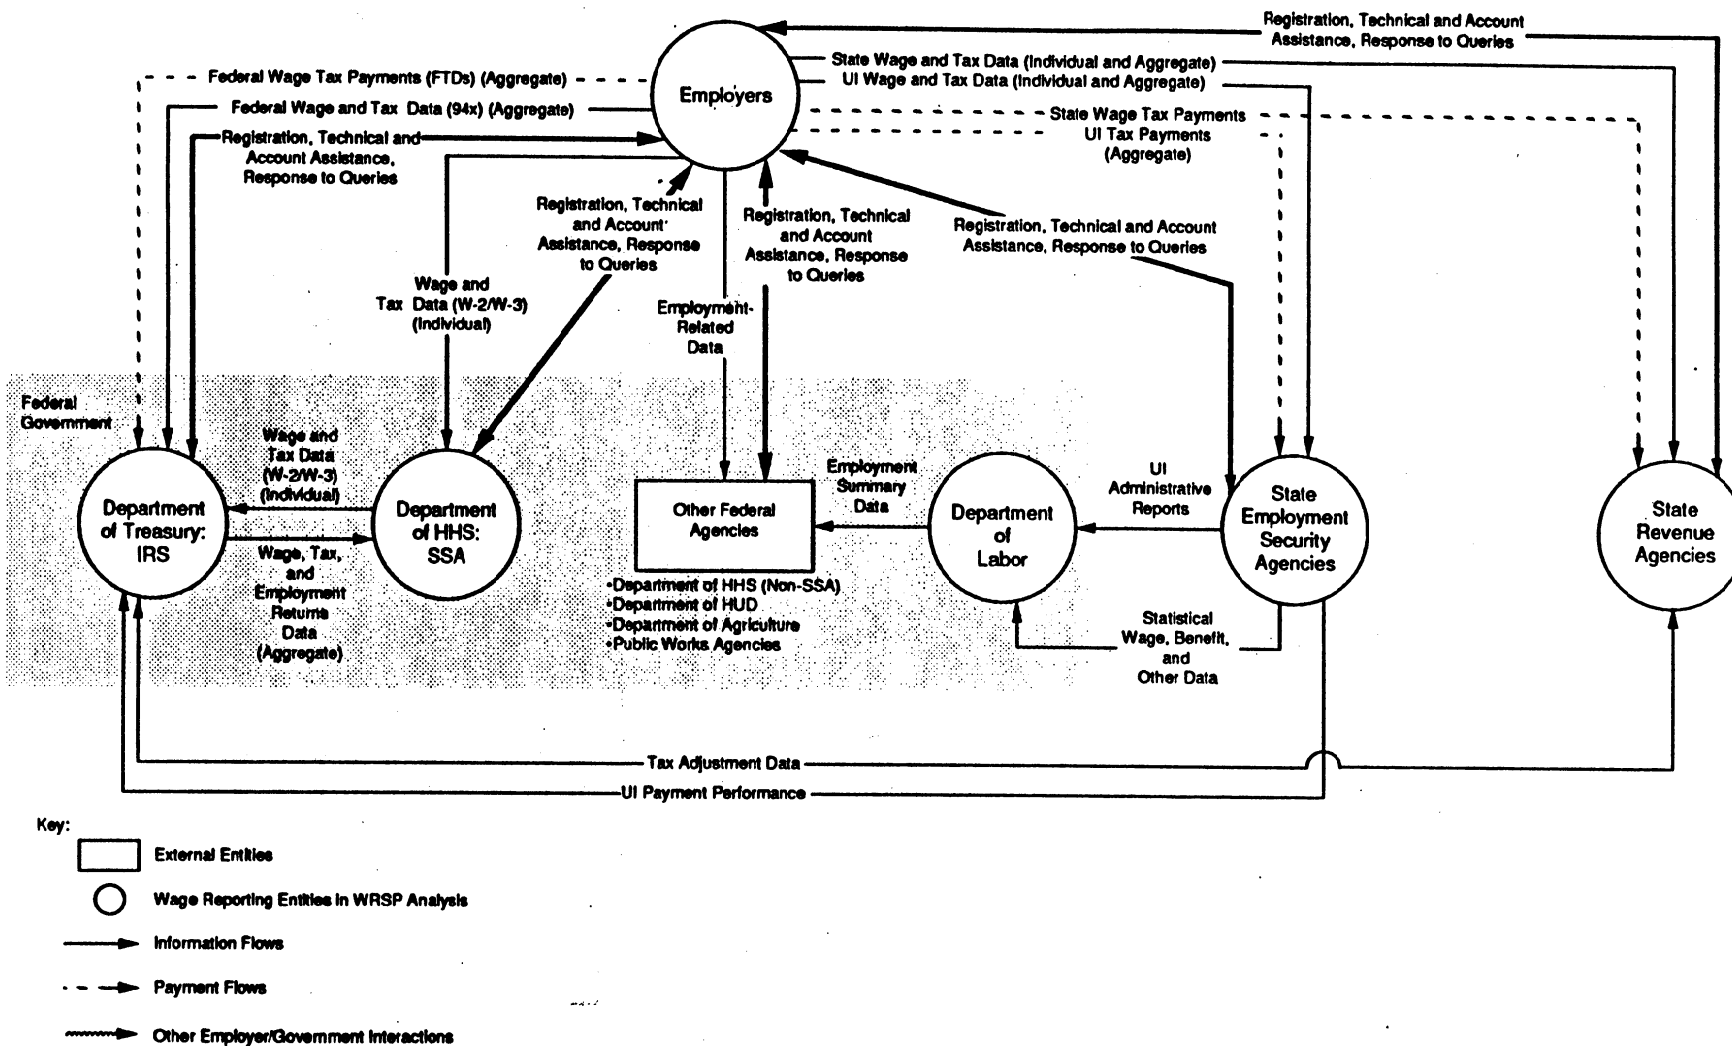 Registration, Technical and Account
Assistance, Response to Queries
State Wage and Tax Data (Individual and Aggregate)
UI Wage and Tax Data (Individual and Aggregate)
Federal Wage Tax Payments (FTDs) (Aggregate)
Employers
Federal Wage and Tax Data (94x) (Aggregate)
State Wage Tax Payments
UI Tax Payments
(Aggregate)
Registration, Technical and
Account Assistance,
Response to Queries
Registration, Technical
and Account
Assistance, Response
to Queries
Registration, Technical
and Account
Assistance, Response
to Queries
Registration, Technical and Account
Assistance, Response to Queries
Wage and
Tax Data (W-2/W-3)
(Individual)
Employment-
Related
Data
Federal
Government
Wage and
Tax Data
(W-2/W-3)
(Individual)
Department
of Treasury:
IRS
Department
of HHS:
SSA
Wage, Tax,
and
Employment
Returns
Data
(Aggregate)
Other Federal
Agencies
•Department of HHS (Non-SSA)
•Department of HUD
•Department of Agriculture
•Public Works Agencies
Employment
Summary
Data
Department
of
Labor
UI
Administrative
Reports
State
Employment
Security
Agencies
State
Revenue
Agencies
Statistical
Wage, Benefit,
and
Other Data
Tax Adjustment Data
UI Payment Performance
Key:
External Entities
Wage Reporting Entities in WRSP Analysis
Information Flows
Payment Flows
Other Employer/Government Interactions